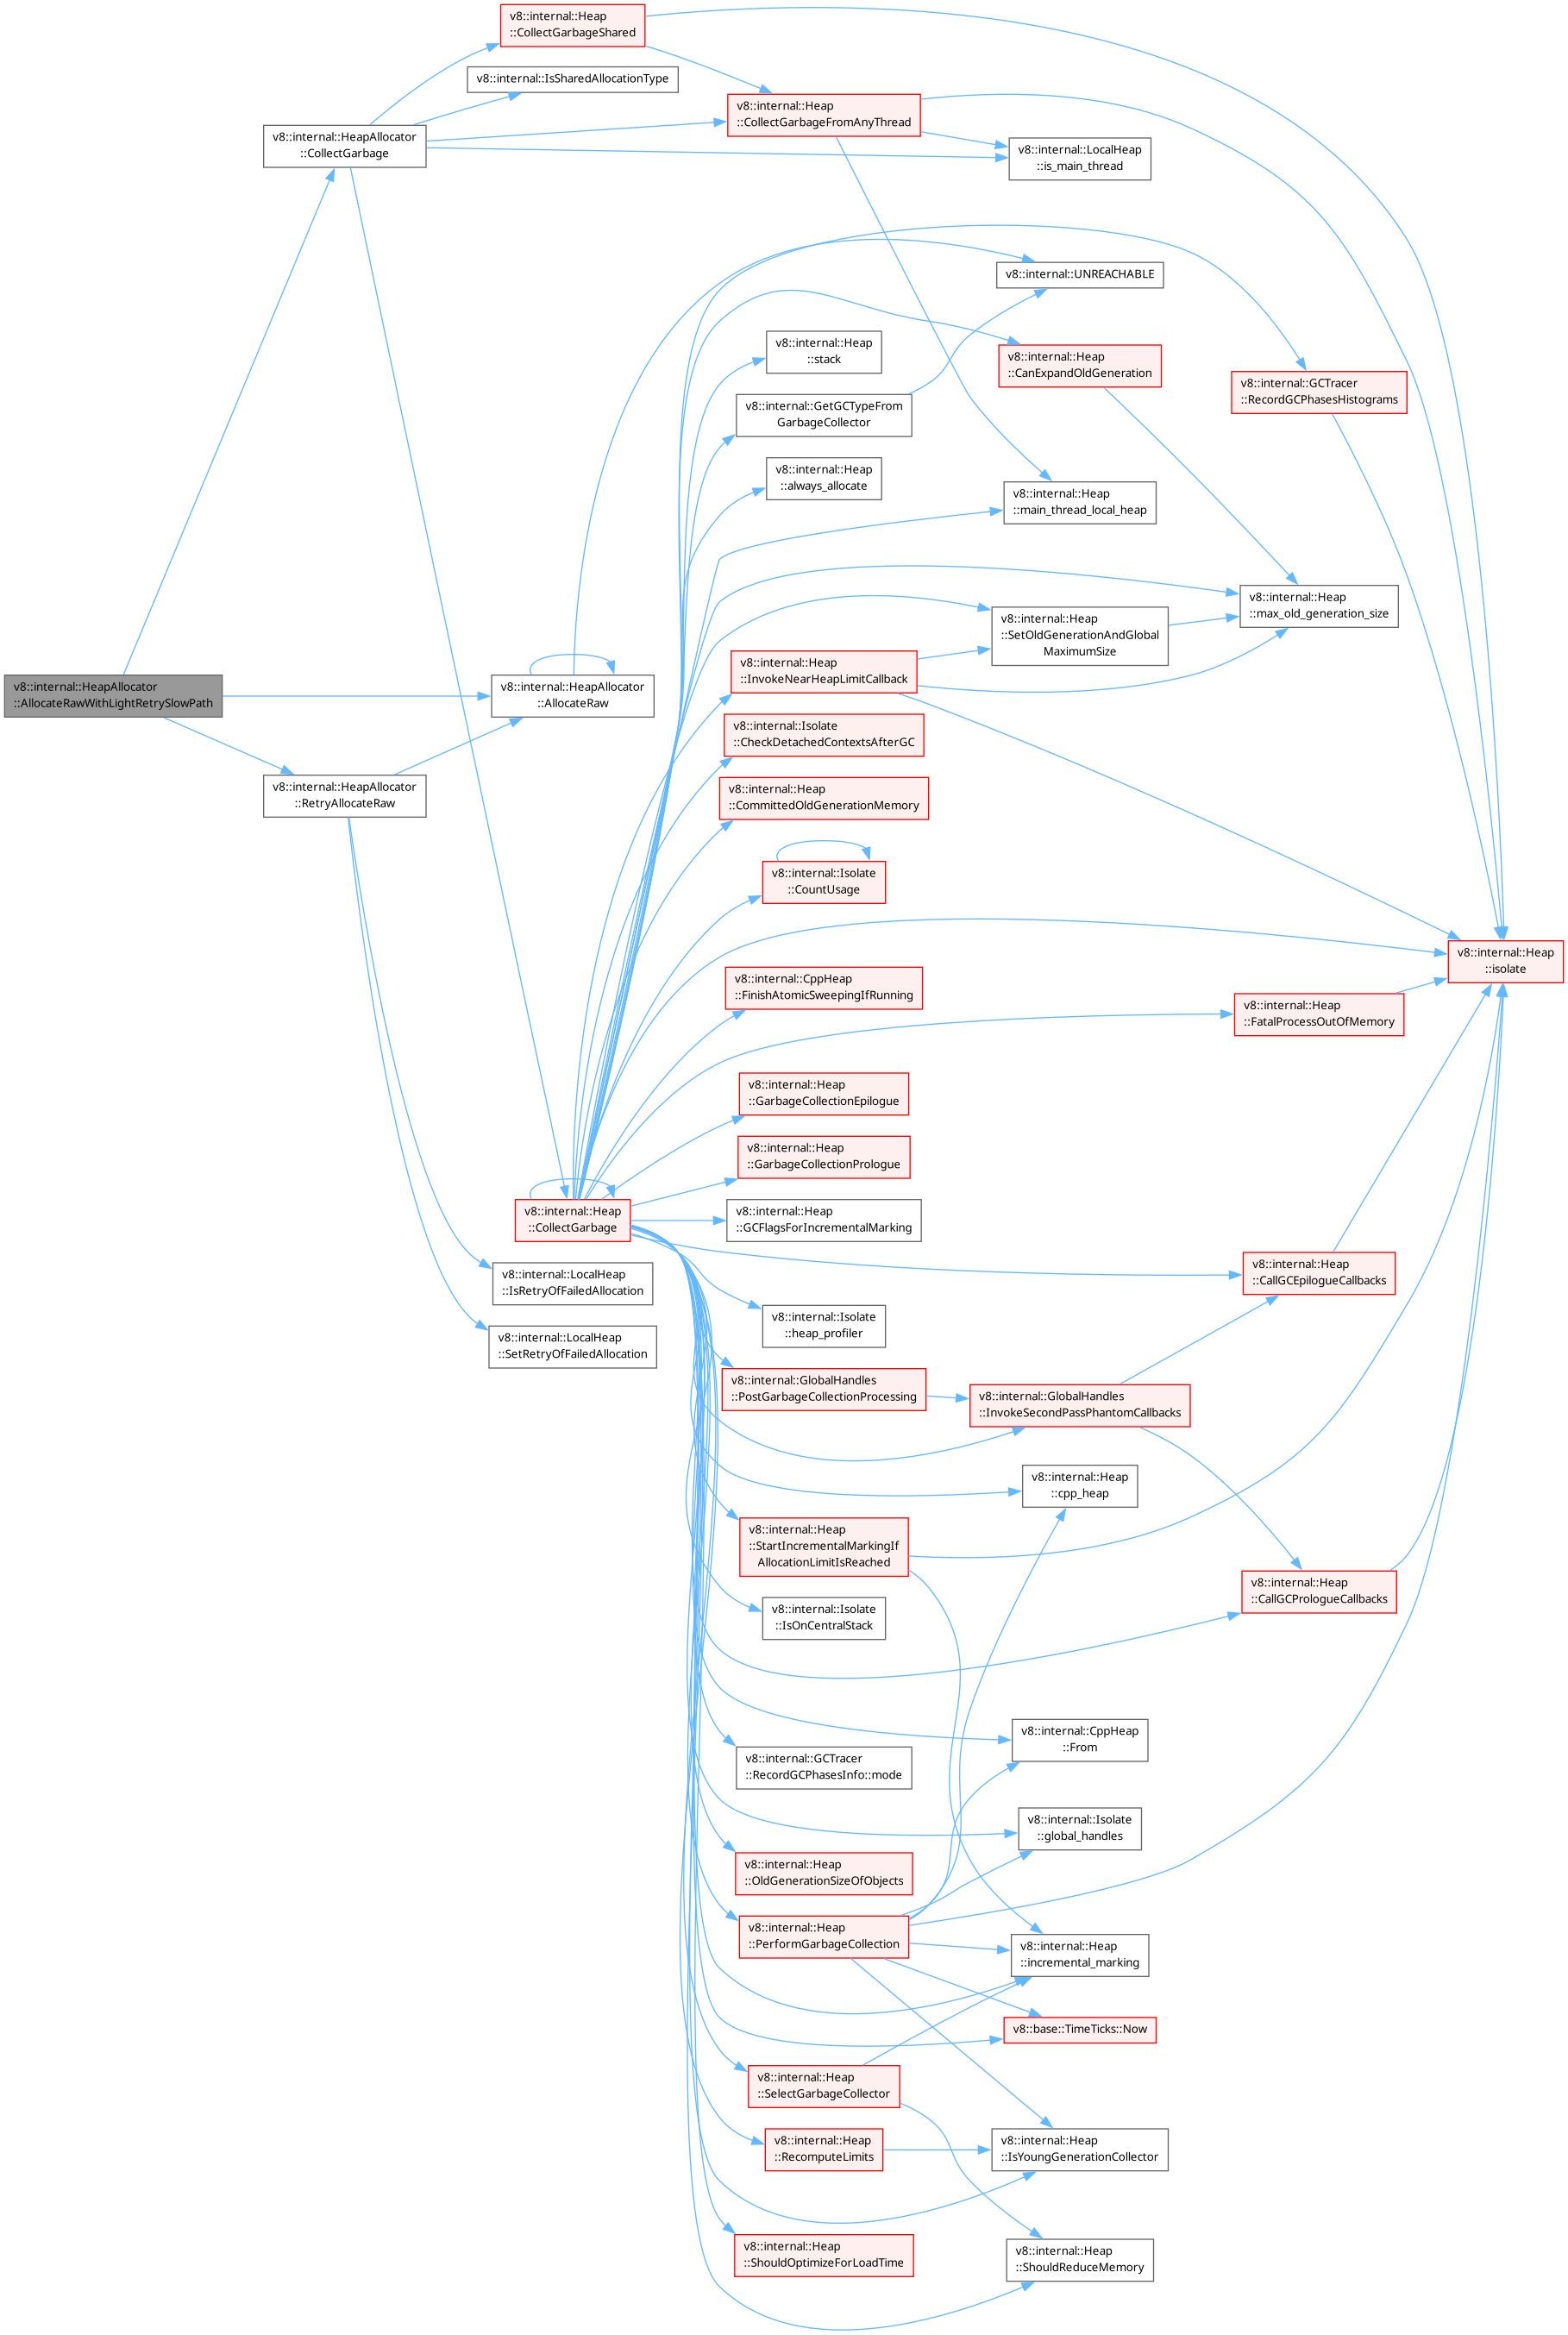 v8::internal::Heap
::CollectGarbageShared
v8::internal::IsSharedAllocationType
v8::internal::Heap
::CollectGarbageFromAnyThread
v8::internal::HeapAllocator
::CollectGarbage
v8::internal::LocalHeap
::is_main_thread
v8::internal::UNREACHABLE
v8::internal::Heap
::stack
v8::internal::Heap
::CanExpandOldGeneration
v8::internal::GCTracer
::RecordGCPhasesHistograms
v8::internal::GetGCTypeFrom
GarbageCollector
v8::internal::Heap
::always_allocate
v8::internal::Heap
::main_thread_local_heap
v8::internal::Heap
::max_old_generation_size
v8::internal::Heap
::SetOldGenerationAndGlobal
MaximumSize
v8::internal::Heap
::InvokeNearHeapLimitCallback
v8::internal::HeapAllocator
::AllocateRawWithLightRetrySlowPath
v8::internal::HeapAllocator
::AllocateRaw
v8::internal::Isolate
::CheckDetachedContextsAfterGC
v8::internal::HeapAllocator
::RetryAllocateRaw
v8::internal::Heap
::CommittedOldGenerationMemory
v8::internal::Isolate
::CountUsage
v8::internal::Heap
::isolate
v8::internal::CppHeap
::FinishAtomicSweepingIfRunning
v8::internal::Heap
::FatalProcessOutOfMemory
v8::internal::Heap
::GarbageCollectionEpilogue
v8::internal::Heap
::GarbageCollectionPrologue
v8::internal::Heap
::CollectGarbage
v8::internal::Heap
::GCFlagsForIncrementalMarking
v8::internal::Heap
::CallGCEpilogueCallbacks
v8::internal::LocalHeap
::IsRetryOfFailedAllocation
v8::internal::Isolate
::heap_profiler
v8::internal::LocalHeap
::SetRetryOfFailedAllocation
v8::internal::GlobalHandles
::PostGarbageCollectionProcessing
v8::internal::GlobalHandles
::InvokeSecondPassPhantomCallbacks
v8::internal::Heap
::cpp_heap
v8::internal::Heap
::StartIncrementalMarkingIf
AllocationLimitIsReached
v8::internal::Heap
::CallGCPrologueCallbacks
v8::internal::Isolate
::IsOnCentralStack
v8::internal::CppHeap
::From
v8::internal::GCTracer
::RecordGCPhasesInfo::mode
v8::internal::Isolate
::global_handles
v8::internal::Heap
::OldGenerationSizeOfObjects
v8::internal::Heap
::PerformGarbageCollection
v8::internal::Heap
::incremental_marking
v8::base::TimeTicks::Now
v8::internal::Heap
::SelectGarbageCollector
v8::internal::Heap
::RecomputeLimits
v8::internal::Heap
::IsYoungGenerationCollector
v8::internal::Heap
::ShouldOptimizeForLoadTime
v8::internal::Heap
::ShouldReduceMemory